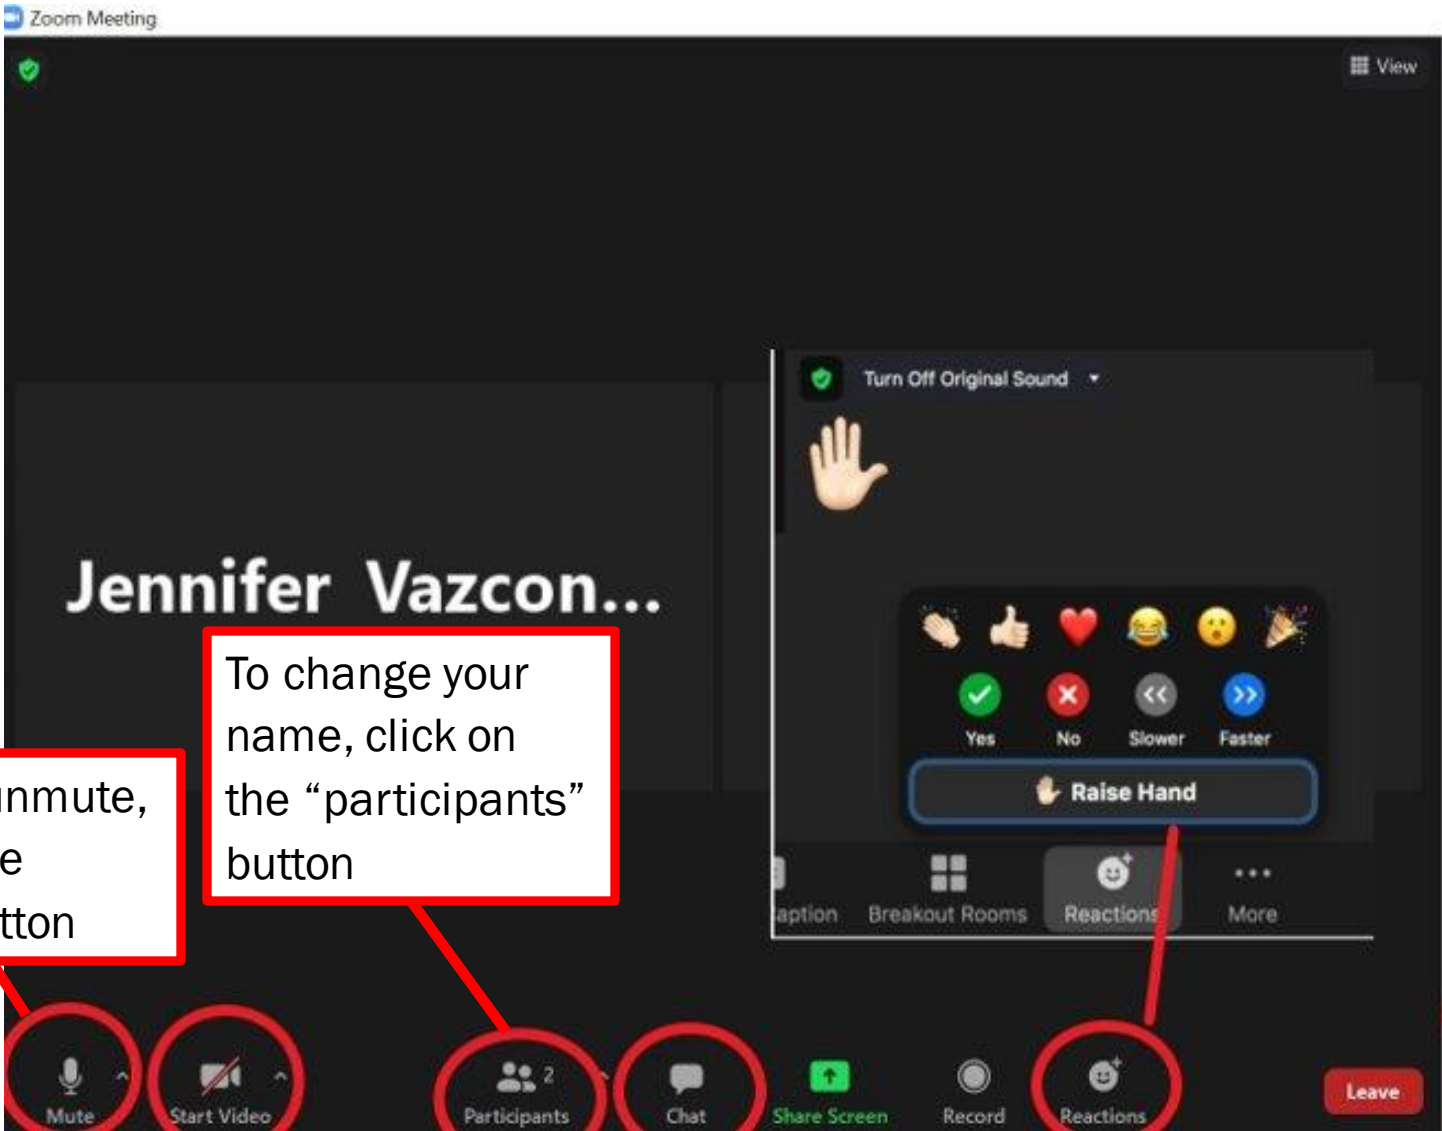 Zoom Meeting
View
Turn Off Original Sound
Jennifer Vazcon...
To change your
name, click on
the “participants”
button
unmute,
e
tton
Yes No Slower Faster
Raise Hand
aption Breakout Rooms Reactions More
2
Mute Start Video Participants Chat Share Screen Record Reactions Leave